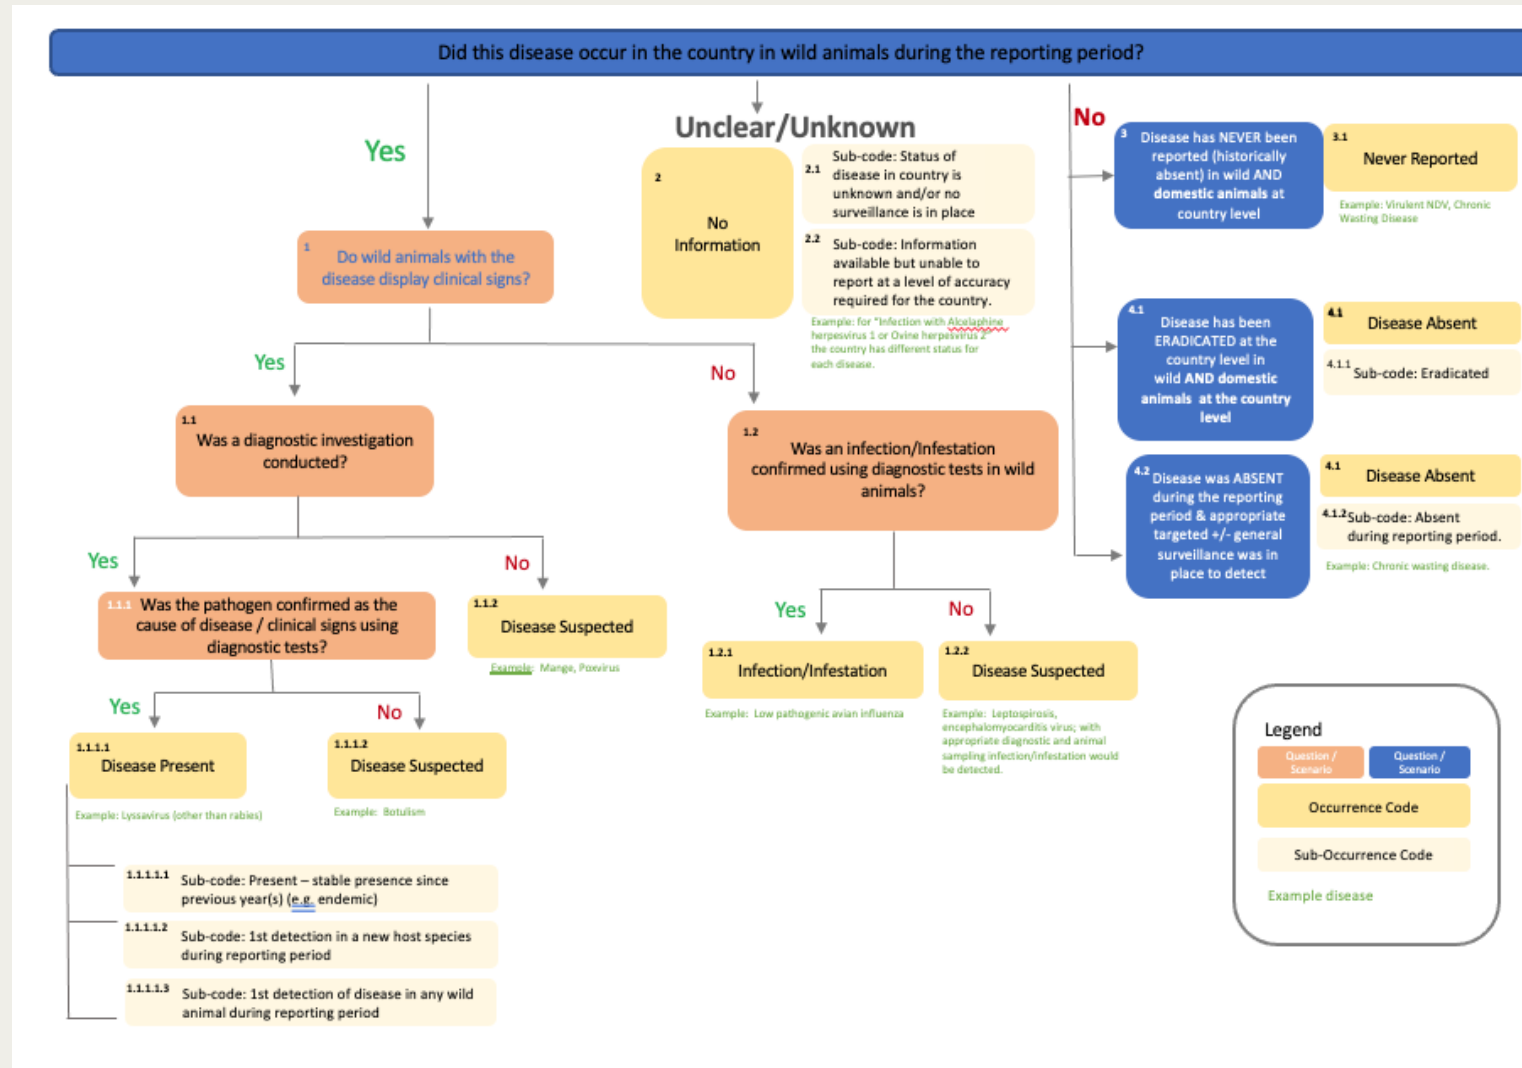 Did this disease occur in the country in wild animals during the reporting period?
Yes
Unclear/Unknown
No
1
Do wild animals with the
disease display clinical signs?
2
No
Information
2.1
Sub-code: Status of
disease in country is
unknown and/or no
surveillance is in place
2.2
Sub-code: Information
available but unable to
report at a level of accuracy
required for the country.
Example: for "Infection with Alcelaphine
herpesvirus 1 or Ovine herpesvirus 2"
the country has different status for
each disease.
3
Disease has NEVER been
reported (historically
absent) in wild AND
domestic animals at
country level
3.1
Never Reported
Example: Virulent NDV, Chronic
Wasting Disease
4.1
Disease has been
ERADICATED at the
country level in
wild AND domestic
animals at the country
level
4.1
Disease Absent
4.1.1
Sub-code: Eradicated
4.2
Disease was ABSENT
during the reporting
period & appropriate
targeted +/- general
surveillance was in
place to detect
4.1
Disease Absent
4.1.2
Sub-code: Absent
during reporting period.
Example: Chronic wasting disease.
Yes
No
1.1
Was a diagnostic investigation
conducted?
1.2
Was an infection/Infestation
confirmed using diagnostic tests in wild
animals?
Yes
No
1.1.1
Was the pathogen confirmed as the
cause of disease / clinical signs using
diagnostic tests?
1.1.2
Disease Suspected
Example: Mange, Poxvirus
Yes
No
1.2.1
Infection/Infestation
Example: Low pathogenic avian influenza
1.2.2
Disease Suspected
Example: Leptospirosis,
encephalomyocarditis virus; with
appropriate diagnostic and animal
sampling infection/infestation would
be detected.
Yes
No
1.1.1.1
Disease Present
Example: Lyssavirus (other than rabies)
1.1.1.2
Disease Suspected
Example: Botulism
1.1.1.1.1
Sub-code: Present – stable presence since
previous year(s) (e.g. endemic)
1.1.1.1.2
Sub-code: 1st detection in a new host species
during reporting period
1.1.1.1.3
Sub-code: 1st detection of disease in any wild
animal during reporting period
Legend
Question /
Scenario
Question /
Scenario
Occurrence Code
Sub-Occurrence Code
Example disease